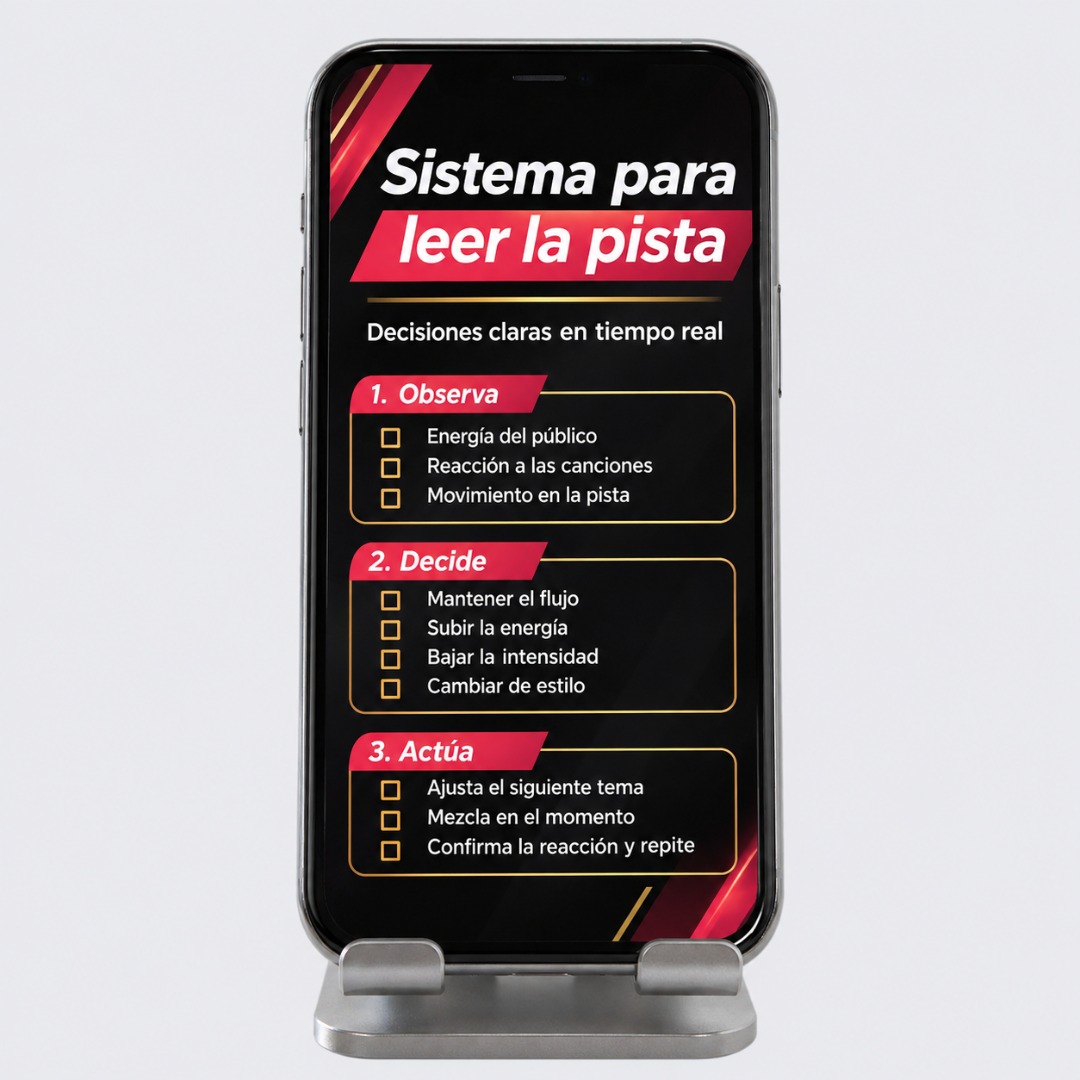 Sistema para
leer la pista
Decisiones claras en tiempo real
1. Observa
Energía del público
Reacción a las canciones
Movimiento en la pista
2. Decide
Mantener el flujo
Subir la energía
Bajar la intensidad
Cambiar de estilo
3. Actúa
Ajusta el siguiente tema
Mezcla en el momento
Confirma la reacción y repite